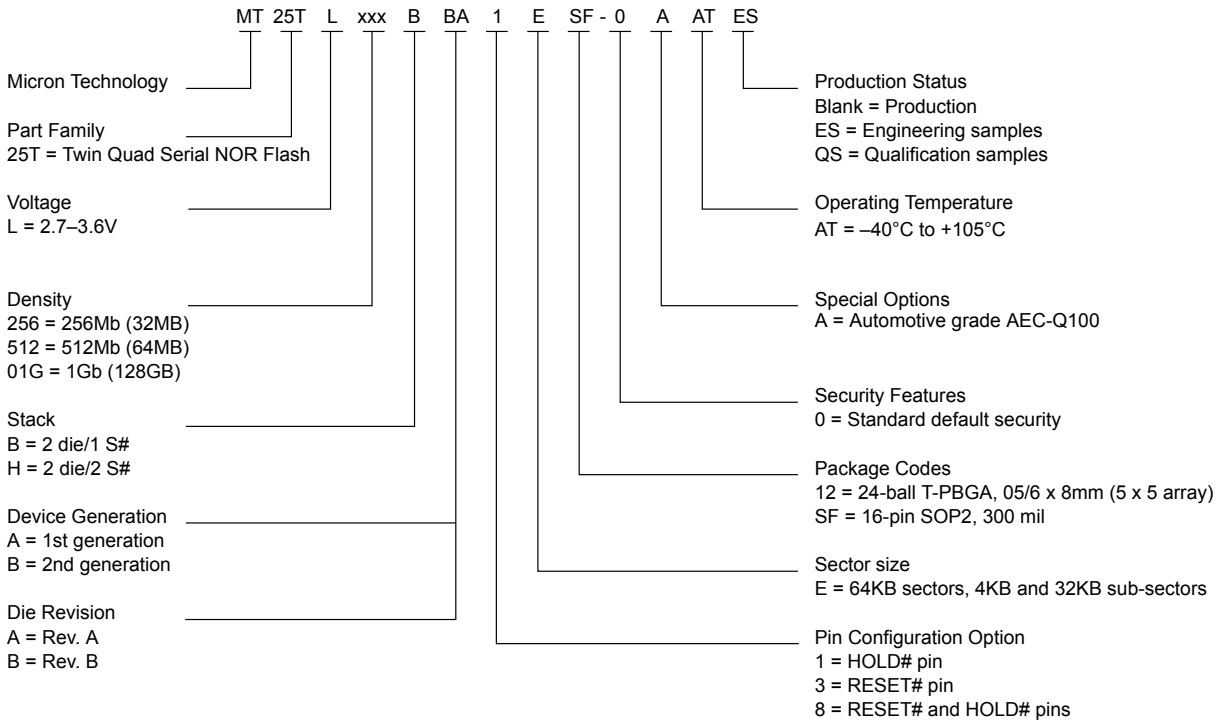 MT 25T L xxx B BA 1 E SF - 0 A AT ES
Micron Technology
Part Family
25T = Twin Quad Serial NOR Flash
Voltage
L = 2.7–3.6V
Density
256 = 256Mb (32MB)
512 = 512Mb (64MB)
01G = 1Gb (128GB)
Stack
B = 2 die/1 S#
H = 2 die/2 S#
Device Generation
A = 1st generation
B = 2nd generation
Die Revision
A = Rev. A
B = Rev. B
Production Status
Blank = Production
ES = Engineering samples
QS = Qualification samples
Operating Temperature
AT = –40°C to +105°C
Special Options
A = Automotive grade AEC-Q100
Security Features
0 = Standard default security
Package Codes
12 = 24-ball T-PBGA, 05/6 x 8mm (5 x 5 array)
SF = 16-pin SOP2, 300 mil
Sector size
E = 64KB sectors, 4KB and 32KB sub-sectors
Pin Configuration Option
1 = HOLD# pin
3 = RESET# pin
8 = RESET# and HOLD# pins